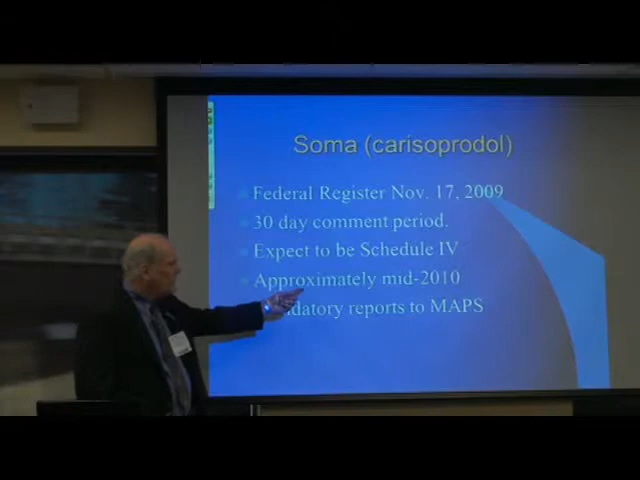 Soma (carisoprodol)
Federal Register Nov. 17, 2009
30 day comment period.
Expect to be Schedule IV
Approximately mid-2010
datory reports to MAPS